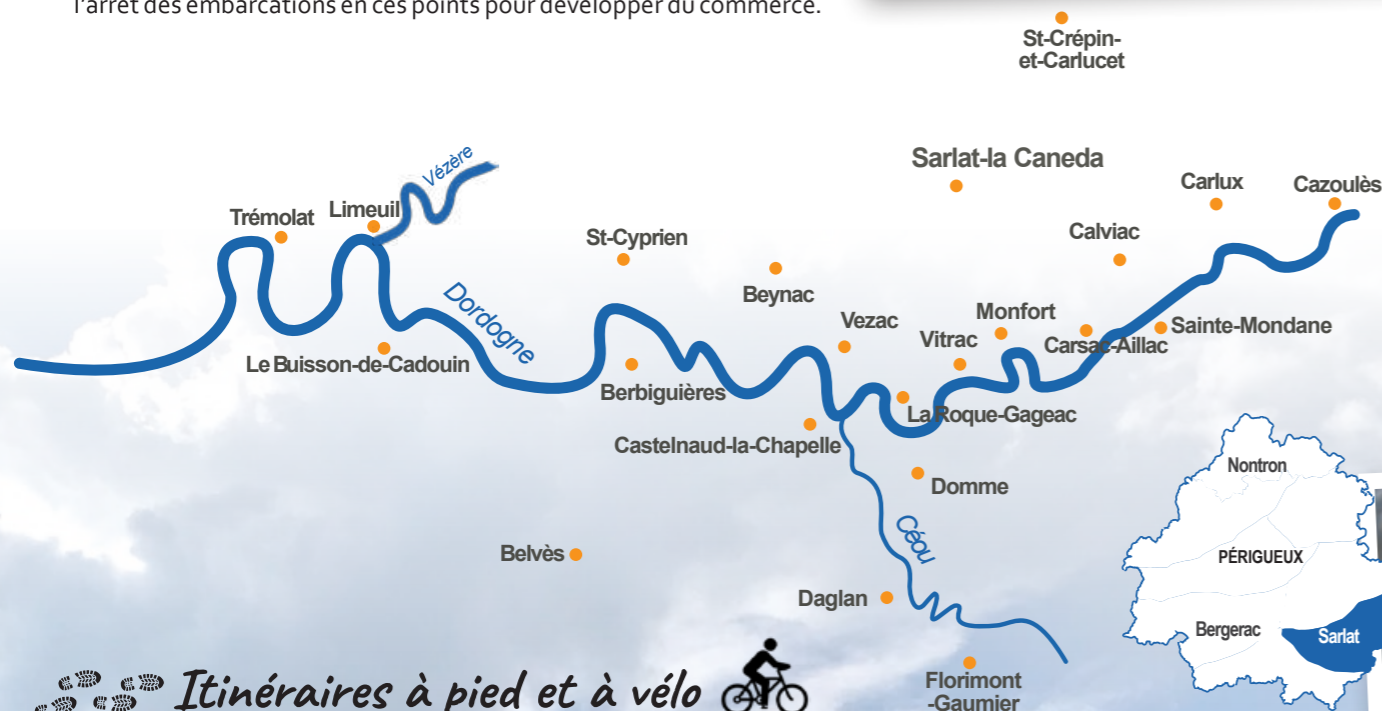 l'arrêt des embarcations en ces points pour développer du commerce.
St-Crépin-
et-Carlucet
Vézère
Sarlat-la Caneda
Carlux
Cazoulès
Trémolat
Limeuil
St-Cyprien
Calviac
Beynac
Dordogne
Vezac
Monfort
Vitrac
Sainte-Mondane
Carsac-Aillac
Le Buisson-de-Cadouin
Berbiguières
La Roque-Gageac
Castelnaud-la-Chapelle
Domme
Nontron
Céou
Belvès
PÉRIGUEUX
Daglan
Bergerac
Sarlat
Florimont
-Gaumier
Itinéraires à pied et à vélo